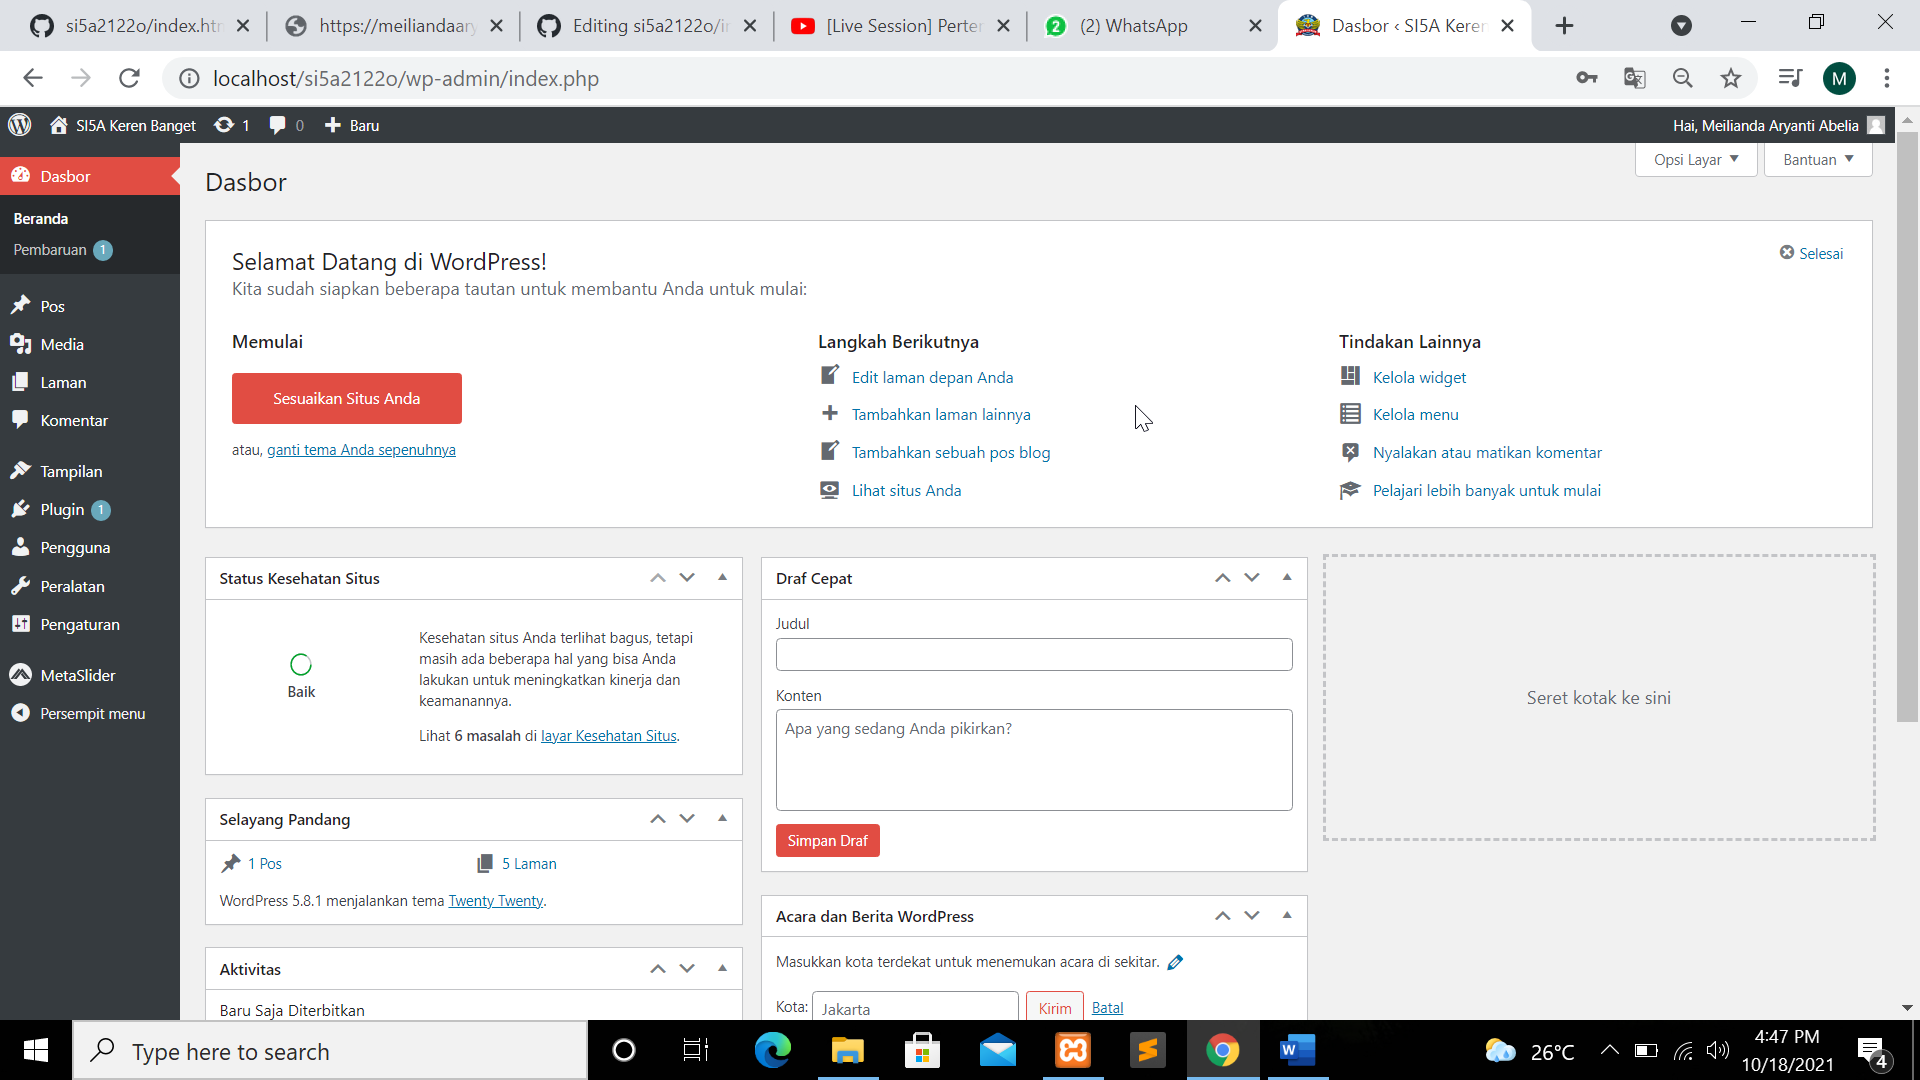 si5a2122o/index.htm
https://meiliandaary
Editing si5a2122o/in
[Live Session] Perte
(2) WhatsApp
Dasbor ‹ SI5A Keren
localhost/si5a2122o/wp-admin/index.php
M
SI5A Keren Banget
1
0
Baru
Hai, Meilianda Aryanti Abelia
Opsi Layar
Bantuan
Dasbor
Beranda
Pembaruan 1
Pos
Media
Laman
Komentar
Tampilan
Plugin 1
Pengguna
Peralatan
Pengaturan
MetaSlider
Persempit menu
Dasbor
Selamat Datang di WordPress!
Kita sudah siapkan beberapa tautan untuk membantu Anda untuk mulai:
Selesai
Memulai
Sesuaikan Situs Anda
atau, ganti tema Anda sepenuhnya
Langkah Berikutnya
Edit laman depan Anda
Tambahkan laman lainnya
Tambahkan sebuah pos blog
Lihat situs Anda
Tindakan Lainnya
Kelola widget
Kelola menu
Nyalakan atau matikan komentar
Pelajari lebih banyak untuk mulai
Status Kesehatan Situs
Baik
Kesehatan situs Anda terlihat bagus, tetapi
masih ada beberapa hal yang bisa Anda
lakukan untuk meningkatkan kinerja dan
keamanannya.
Lihat 6 masalah di layar Kesehatan Situs.
Selayang Pandang
1 Pos
5 Laman
WordPress 5.8.1 menjalankan tema Twenty Twenty.
Aktivitas
Baru Saja Diterbitkan
Draf Cepat
Judul
Konten
Apa yang sedang Anda pikirkan?
Simpan Draf
Acara dan Berita WordPress
Masukkan kota terdekat untuk menemukan acara di sekitar.
Kota:
Jakarta
Kirim
Batal
Seret kotak ke sini
Type here to search
26°C
4:47 PM
10/18/2021
4